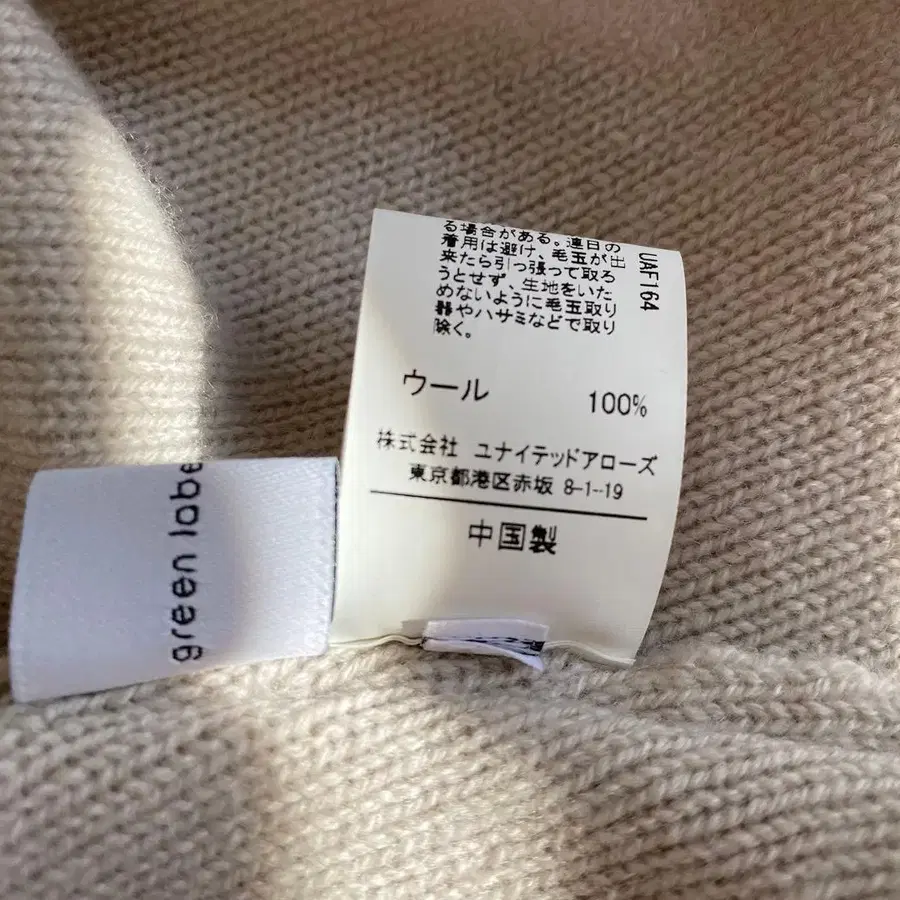 る場合がある。連日の
着用は避け、毛玉が出
来たら引っ張って取ろ
うとせず、生地をいた
めないように毛玉取り
器やハサミなどで取り
除く。
UAF164
ウール 100%
株式会社 ユナイテッドアローズ
東京都港区赤坂 8-1-19
中国製
green labe